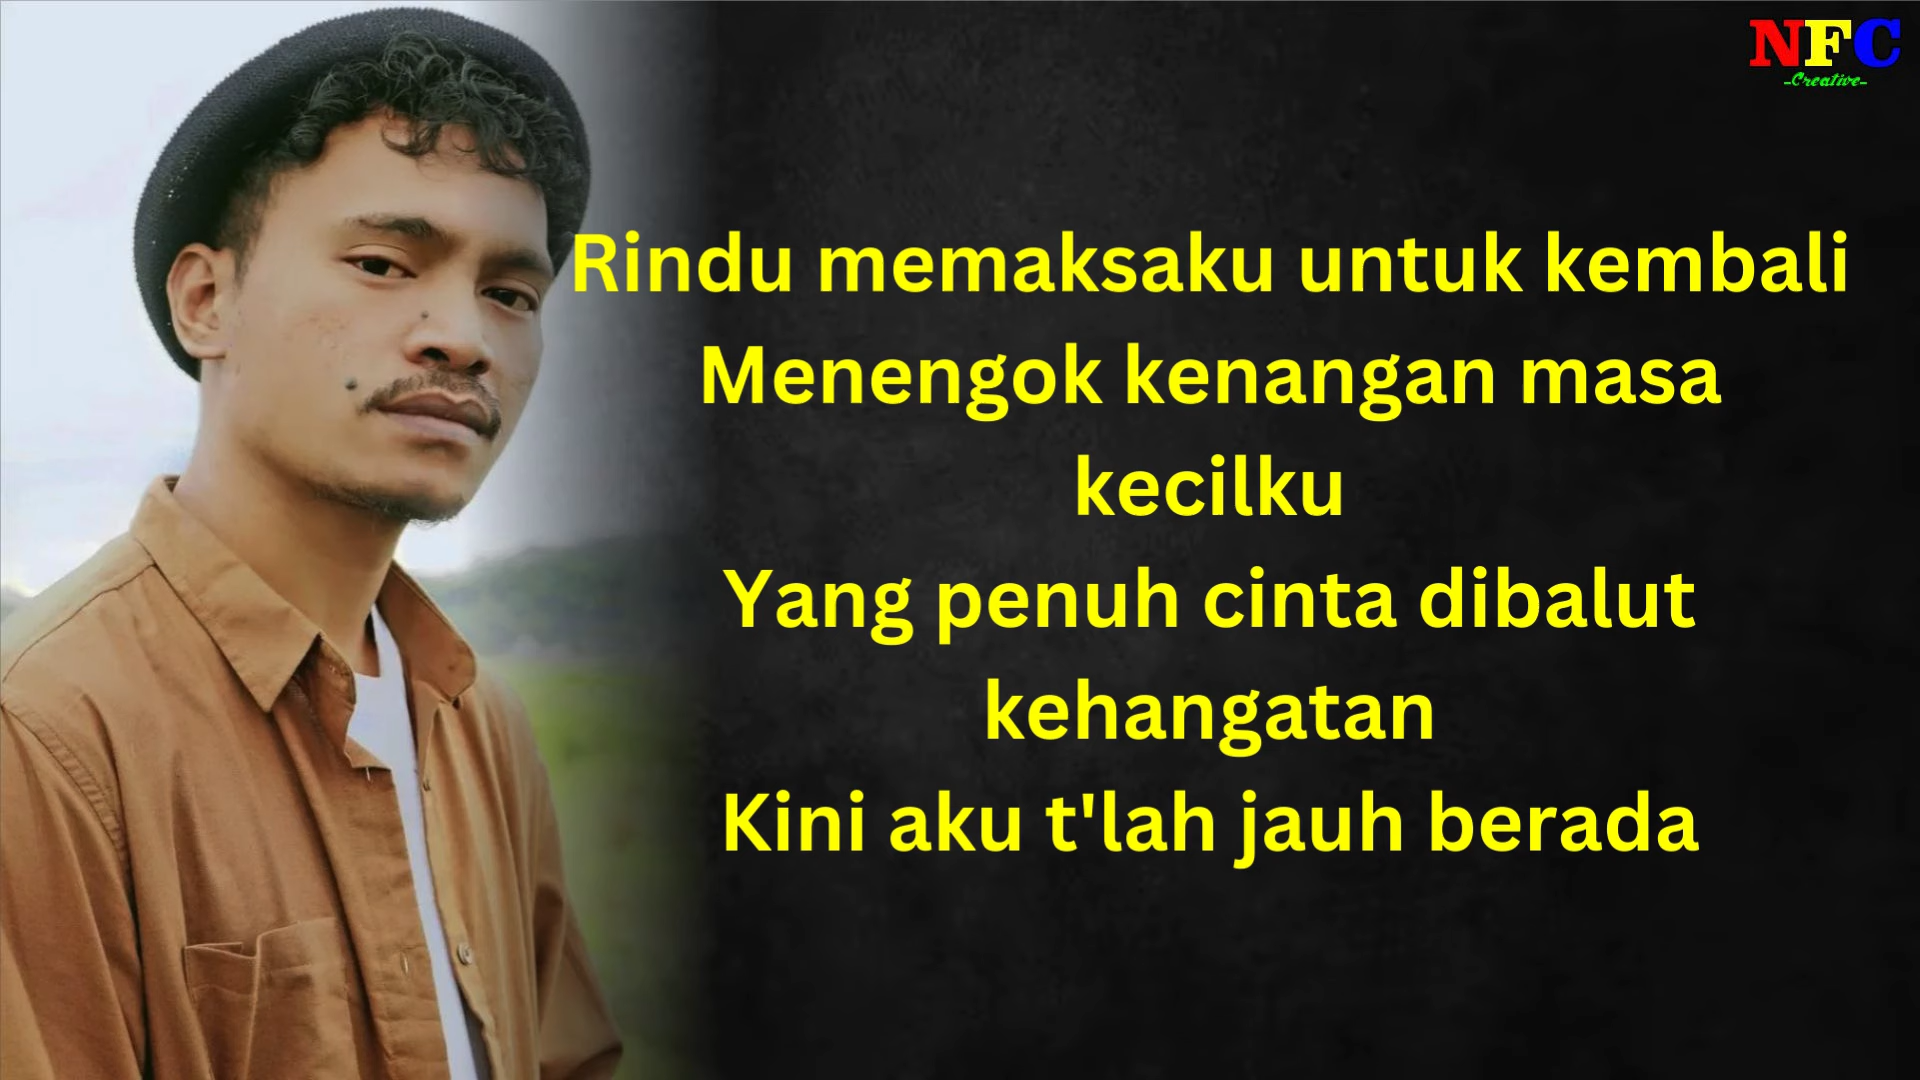 NFC
-Creative-
Rindu memaksaku untuk kembali
Menengok kenangan masa
kecilku
Yang penuh cinta dibalut
kehangatan
Kini aku t'lah jauh berada